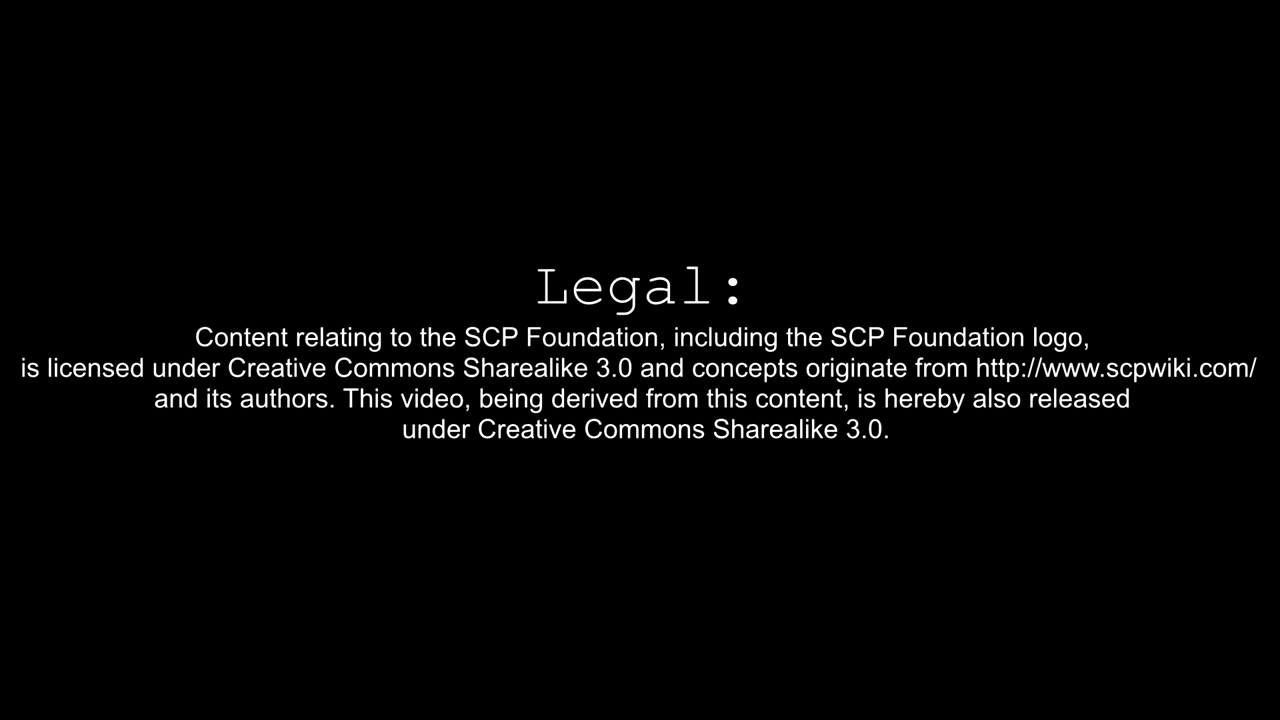 Legal:
Content relating to the SCP Foundation, including the SCP Foundation logo,
is licensed under Creative Commons Sharealike 3.0 and concepts originate from http://www.scpwiki.com/
and its authors. This video, being derived from this content, is hereby also released
under Creative Commons Sharealike 3.0.